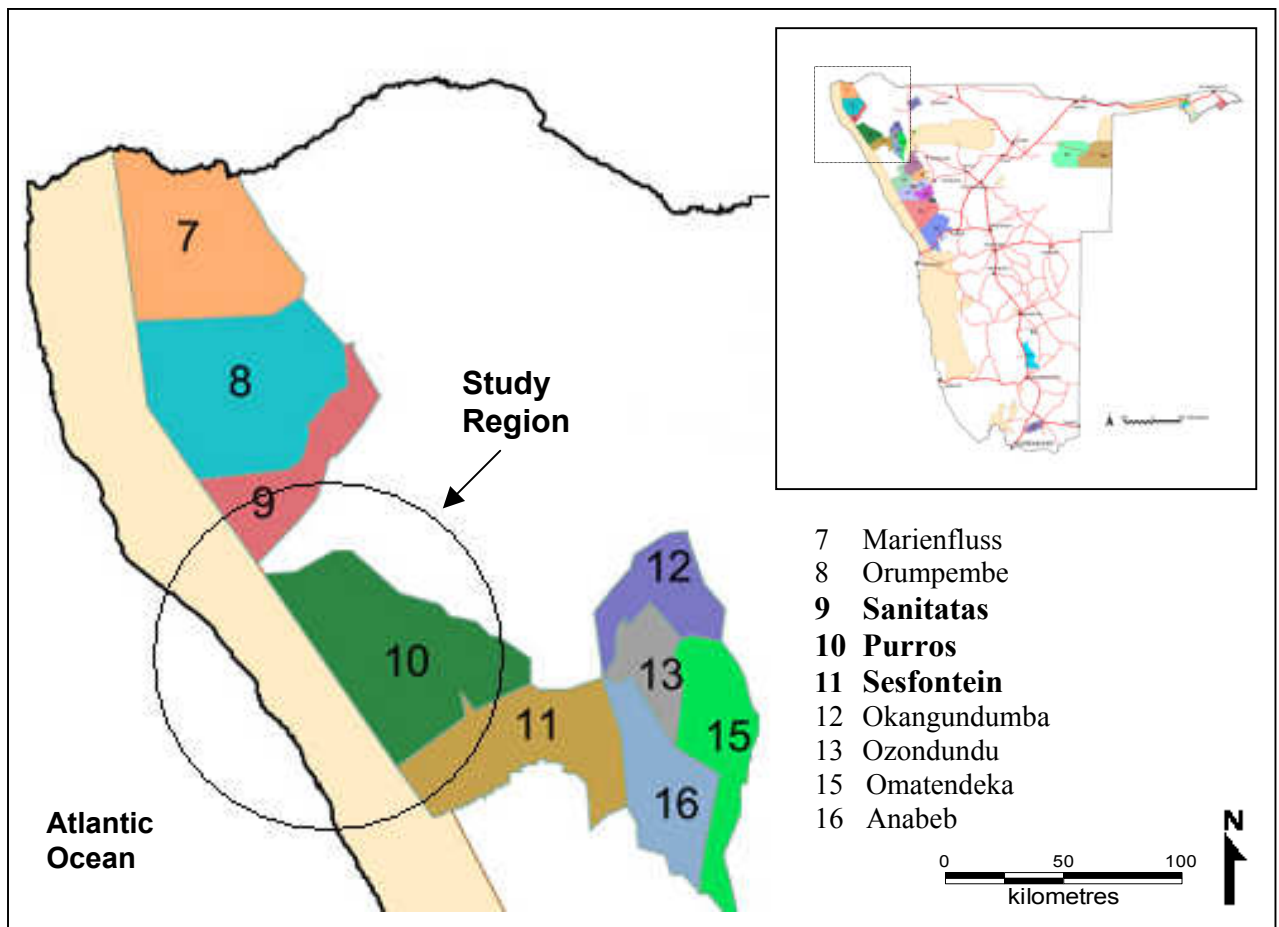 7
8
9
10
11
12
13
15
16
Study
Region
Atlantic
Ocean
7 Marienfluss
8 Orumpembe
9 Sanitatas
10 Purros
11 Sesfontein
12 Okangundumba
13 Ozondundu
15 Omatendeka
16 Anabeb
N
0 50 100
kilometres